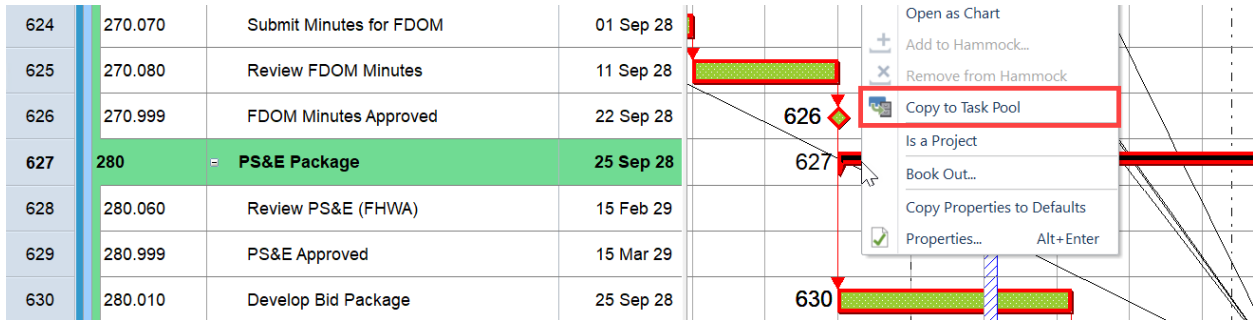 624 270.070 Submit Minutes for FDOM 01 Sep 28
625 270.080 Review FDOM Minutes 11 Sep 28
626 270.999 FDOM Minutes Approved 22 Sep 28 626
627 280 PS&E Package 25 Sep 28 627
628 280.060 Review PS&E (FHWA) 15 Feb 29
629 280.999 PS&E Approved 15 Mar 29
630 280.010 Develop Bid Package 25 Sep 28 630
Open as Chart
Add to Hammock...
Remove from Hammock
Copy to Task Pool
Is a Project
Book Out...
Copy Properties to Defaults
Properties... Alt+Enter